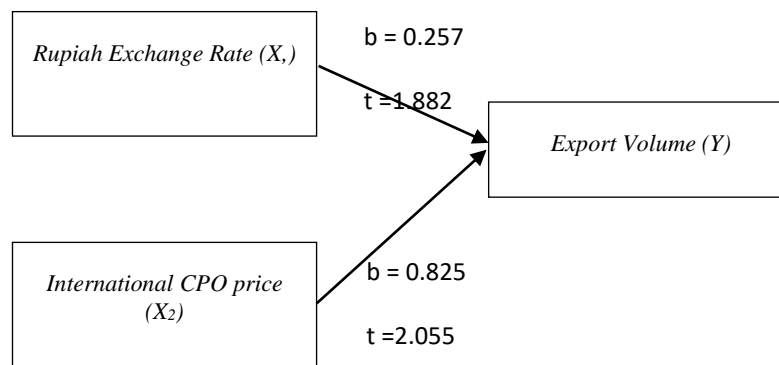 b = 0.257
Rupiah Exchange Rate (X,)
t =1.882
Export Volume (Y)
b = 0.825
International CPO price
(X₂)
t =2.055